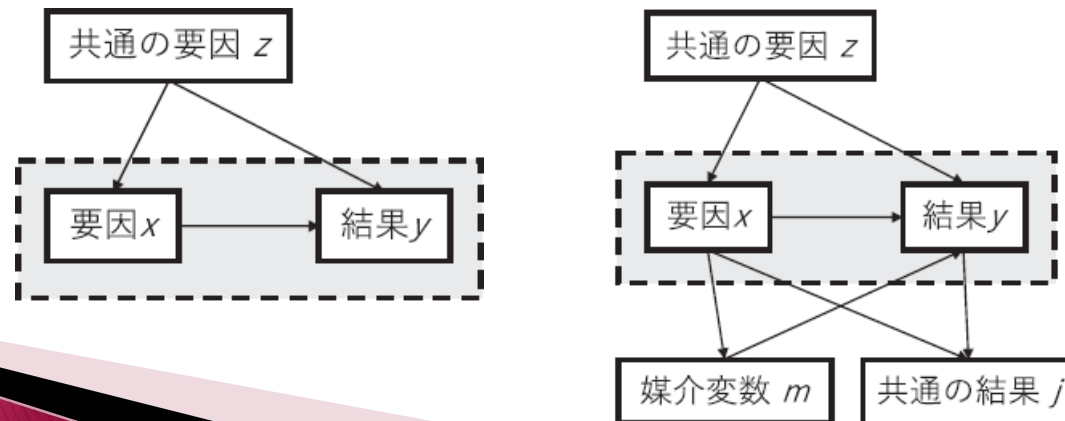 共通の要因 z
要因x
結果y
共通の要因 z
要因x
結果y
媒介変数 m
共通の結果 j